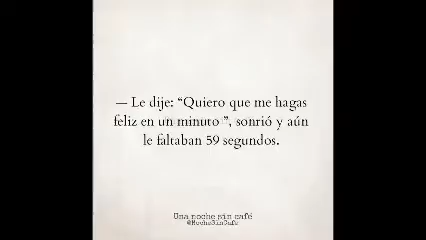 — Le dije: “Quiero que me hagas
feliz en un minuto ”, sonrió y aún
le faltaban 59 segundos.
Una noche sin café
@NocheSinCafe